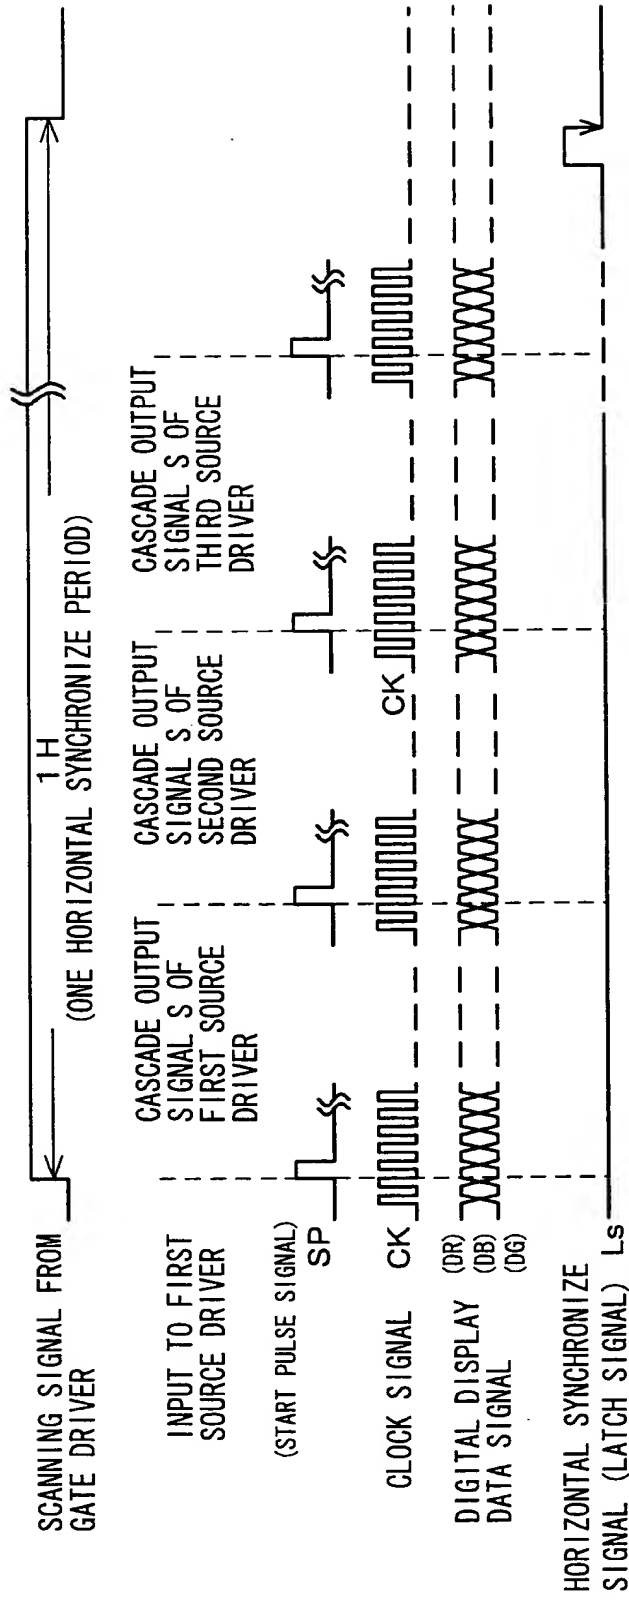 SCANNING SIGNAL FROM
GATE DRIVER
1H
(ONE HORIZONTAL SYNCHRONIZE PERIOD)
INPUT TO FIRST
SOURCE DRIVER
CASCADE OUTPUT
SIGNAL S OF
FIRST SOURCE
DRIVER
CASCADE OUTPUT
SIGNAL S OF
SECOND SOURCE
DRIVER
CASCADE OUTPUT
SIGNAL S OF
THIRD SOURCE
DRIVER
(START PULSE SIGNAL)
SP
CLOCK SIGNAL CK
CK
DIGITAL DISPLAY
DATA SIGNAL
(DR)
(DB)
(DG)
HORIZONTAL SYNCHRONIZE
SIGNAL (LATCH SIGNAL) Ls